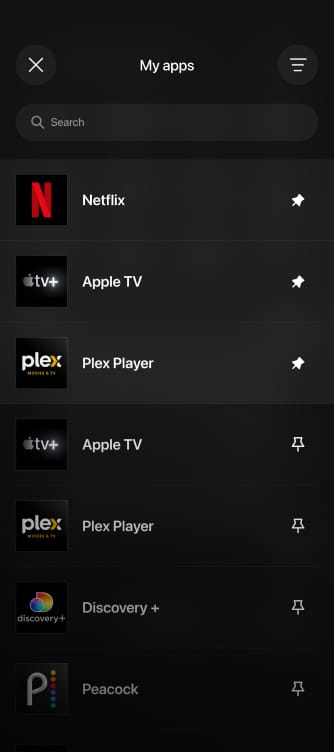 My apps
Search
N
Netflix
tv+
Apple TV
plex
MOVIES & TV
Plex Player
tv+
Apple TV
plex
MOVIES & TV
Plex Player
discovery+
Discovery +
P
Peacock